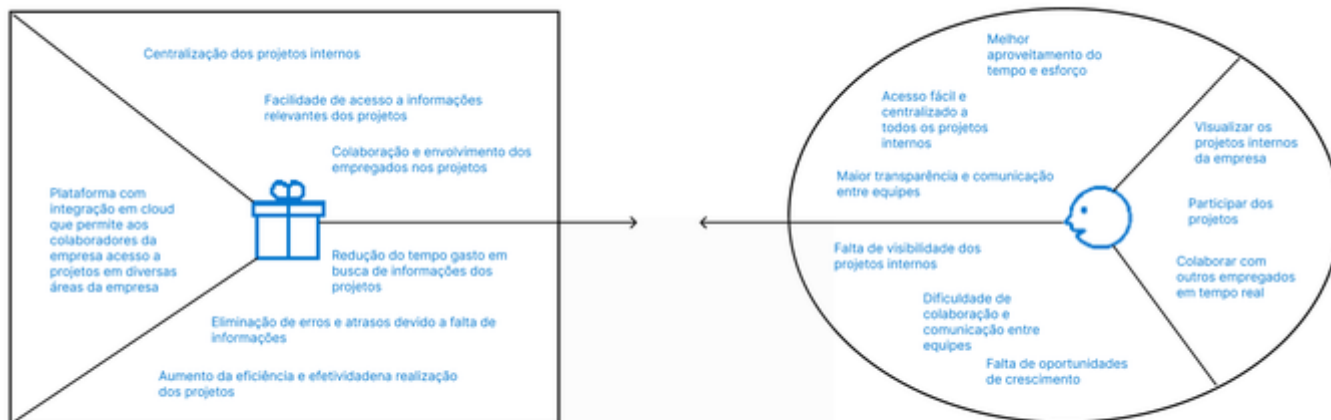 Centralização dos projetos internos
Facilidade de acesso a informações
relevantes dos projetos
Colaboração e envolvimento dos
empregados nos projetos
Plataforma com
integração em cloud
que permite aos
colaboradores da
empresa acesso a
projetos em diversas
áreas da empresa
Redução do tempo gasto em
busca de informações dos
projetos
Eliminação de erros e atrasos devido a falta de
informações
Aumento da eficiência e efetividadena realização
dos projetos
Melhor
aproveitamento do
tempo e esforço
Acesso fácil e
centralizado a
todos os projetos
internos
Maior transparência e comunicação
entre equipes
Visualizar os
projetos internos
da empresa
Participar dos
projetos
Colaborar com
outros empregados
em tempo real
Falta de visibilidade dos
projetos internos
Dificuldade de
colaboração e
comunicação entre
equipes
Falta de oportunidades
de crescimento